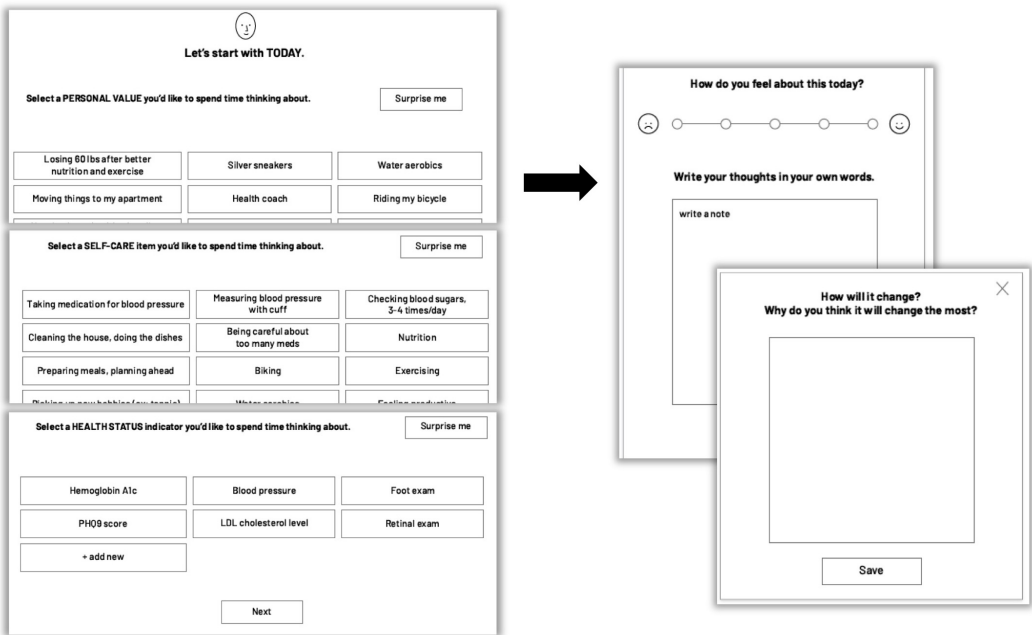 Let's start with TODAY.
Select a PERSONAL VALUE you'd like to spend time thinking about.
Surprise me
Losing 60 lbs after better
nutrition and exercise
Silver sneakers
Water aerobics
Moving things to my apartment
Health coach
Riding my bicycle
Select a SELF-CARE item you'd like to spend time thinking about.
Surprise me
Taking medication for blood pressure
Measuring blood pressure
with cuff
Checking blood sugars,
3-4 times/day
Cleaning the house, doing the dishes
Being careful about
too many meds
Nutrition
Preparing meals, planning ahead
Biking
Exercising
Select a HEALTH STATUS indicator you'd like to spend time thinking about.
Surprise me
Hemoglobin A1c
Blood pressure
Foot exam
PHQ9 score
LDL cholesterol level
Retinal exam
+ add new
Next
How do you feel about this today?
Write your thoughts in your own words.
write a note
How will it change?
Why do you think it will change the most?
Save